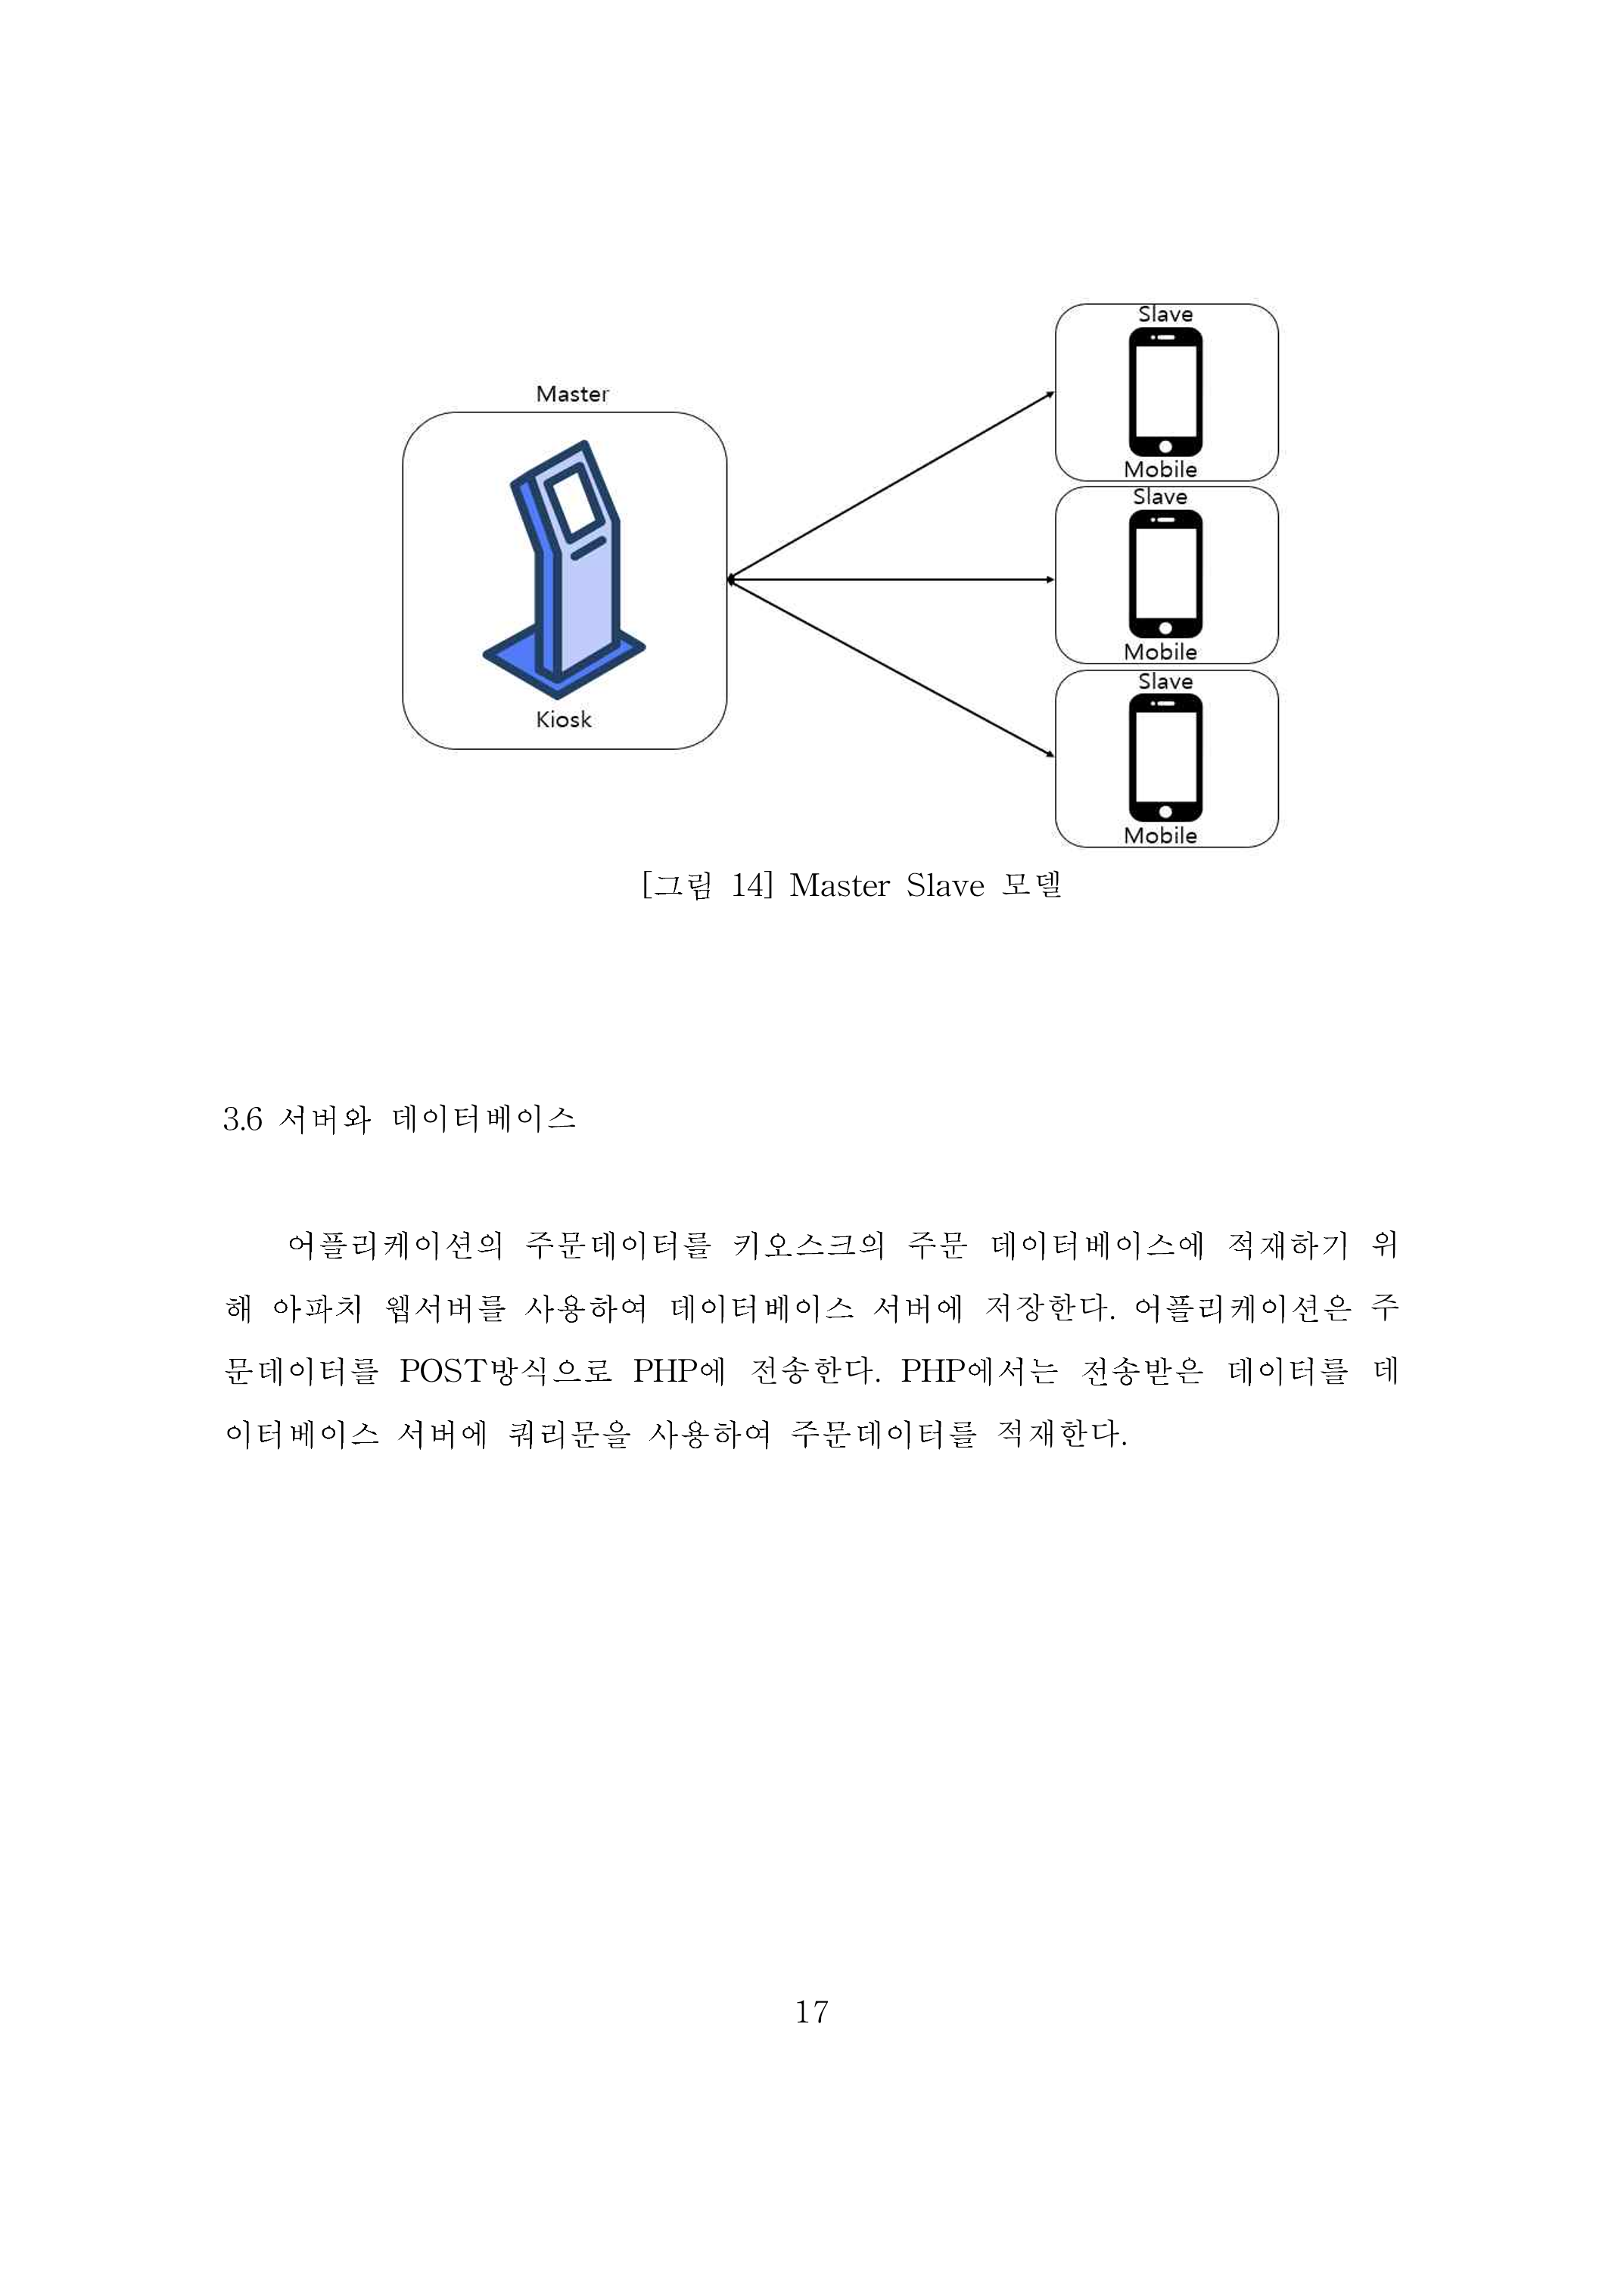 Slave
Mobile
Master
Slave
Mobile
Kiosk
Slave
Mobile
[그림 14] Master Slave 모델
3.6 서버와 데이터베이스
어플리케이션의 주문데이터를 키오스크의 주문 데이터베이스에 적재하기 위
해 아파치 웹서버를 사용하여 데이터베이스 서버에 저장한다. 어플리케이션은 주
문데이터를 POST방식으로 PHP에 전송한다. PHP에서는 전송받은 데이터를 데
이터베이스 서버에 쿼리문을 사용하여 주문데이터를 적재한다.
17